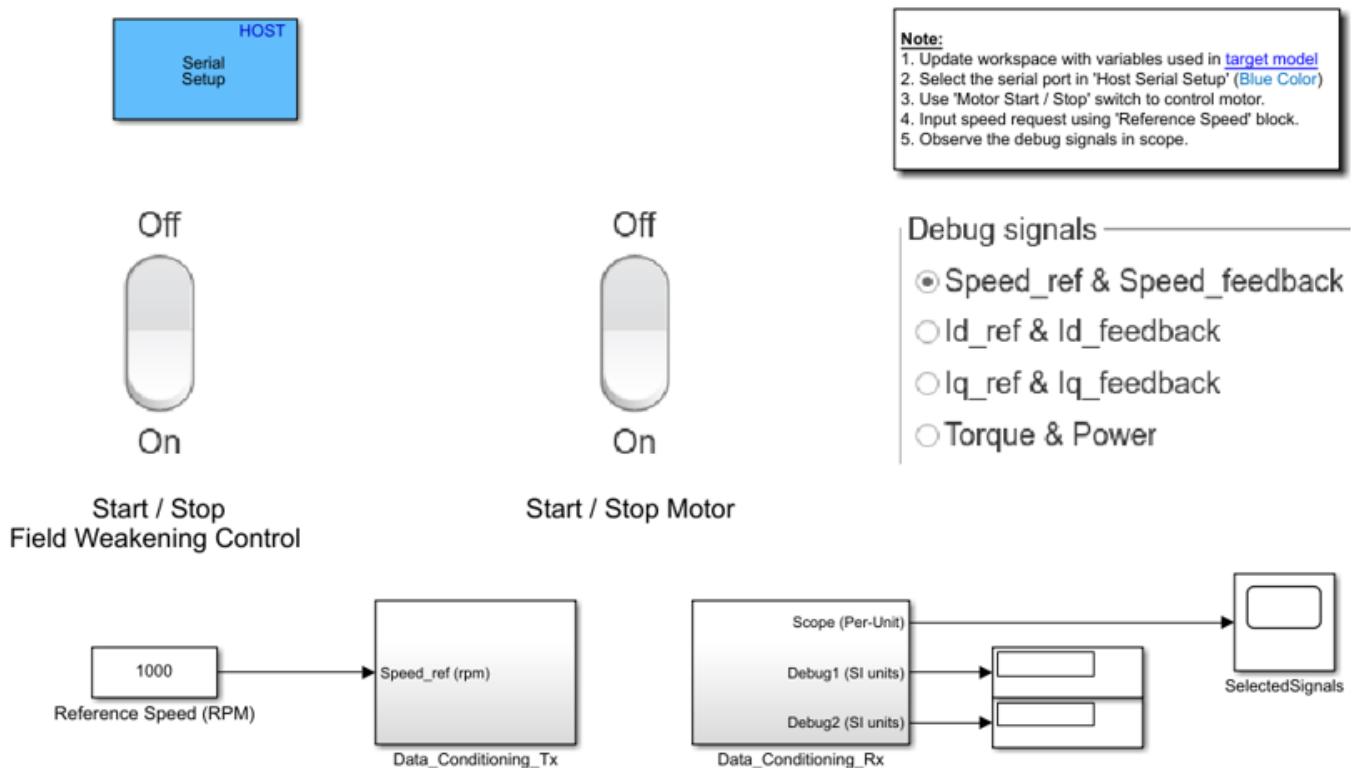 HOST
Serial
Setup
Note:
1. Update workspace with variables used in target model
2. Select the serial port in 'Host Serial Setup' (Blue Color)
3. Use 'Motor Start / Stop' switch to control motor.
4. Input speed request using 'Reference Speed' block.
5. Observe the debug signals in scope.
Off
On
Start / Stop
Field Weakening Control
Off
On
Start / Stop Motor
Debug signals
Speed_ref & Speed_feedback
Id_ref & Id_feedback
Iq_ref & Iq_feedback
Torque & Power
1000
Reference Speed (RPM)
Speed_ref (rpm)
Data_Conditioning_Tx
Scope (Per-Unit)
Debug1 (SI units)
Debug2 (SI units)
Data_Conditioning_Rx
SelectedSignals